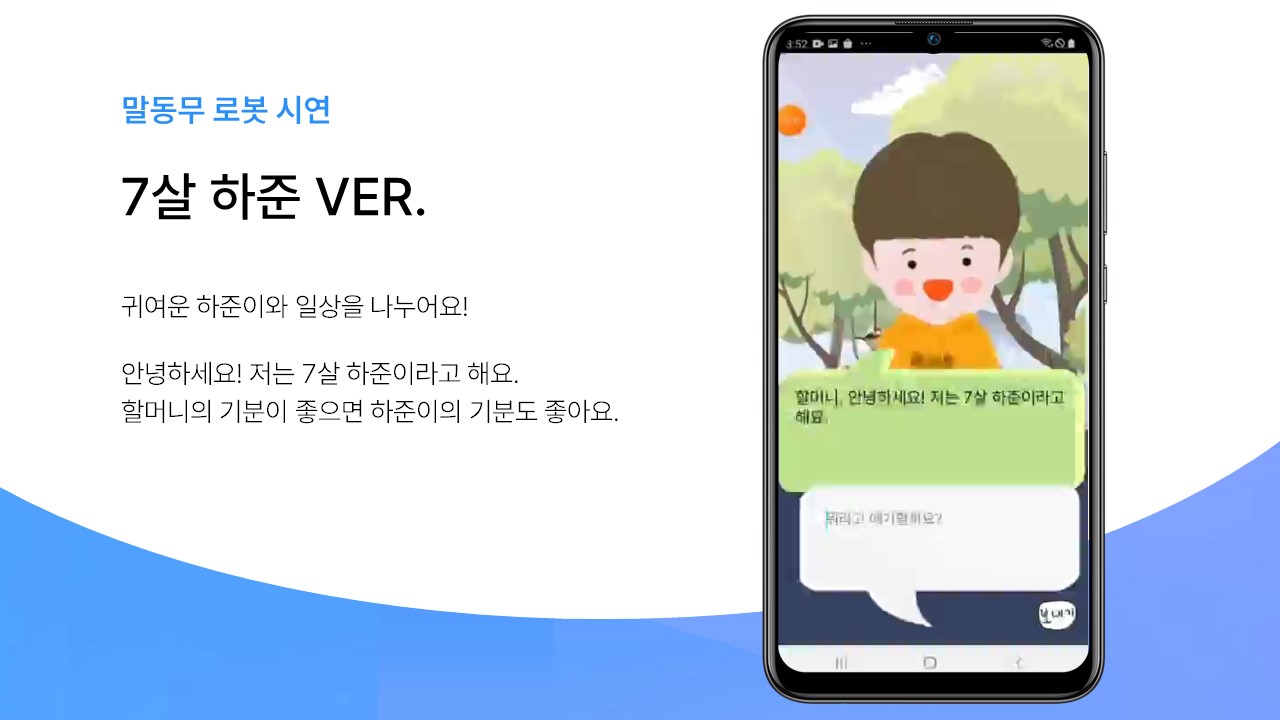 말동무 로봇 시연
7살 하준 VER.
귀여운 하준이와 일상을 나누어요!
안녕하세요! 저는 7살 하준이라고 해요.
할머니의 기분이 좋으면 하준이의 기분도 좋아요.
3:52
할머니, 안녕하세요! 저는 7살 하준이라고
해요.
뭐라고 얘기할까요?
보내기